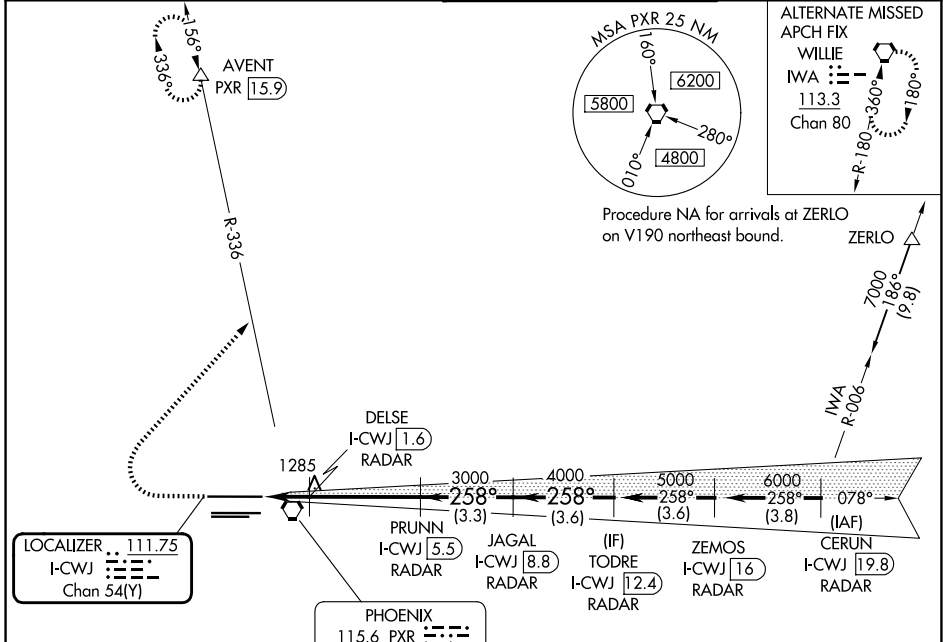 156°
336°
AVENT
PXR 15.9
R-336
MSA PXR 25 NM
160°
6200
5800
280°
4800
010°
Procedure NA for arrivals at ZERLO
on V190 northeast bound.
ALTERNATE MISSED
APCH FIX
WILLIE
IWA
113.3
Chan 80
360°
180°
R-180
ZERLO
7000
186°
(9.8)
IWA
R-006
DELSE
I-CWJ 1.6
RADAR
1285
3000
258°
(3.3)
4000
258°
(3.6)
5000
258°
(3.6)
6000
258°
(3.8)
078°
PRUNN
I-CWJ 5.5
RADAR
JAGAL
I-CWJ 8.8
RADAR
(IF)
TODRE
I-CWJ 12.4
RADAR
ZEMOS
I-CWJ 16
RADAR
(IAF)
CERUN
I-CWJ 19.8
RADAR
LOCALIZER 111.75
I-CWJ
Chan 54(Y)
PHOENIX
115.6 PXR